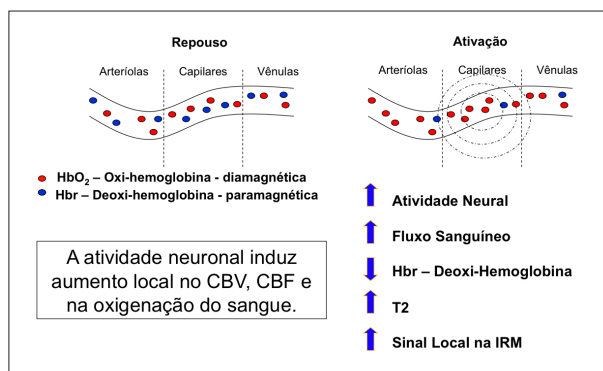 Repouso
Arteríolas Capilares Vênulas
HbO2 – Oxi-hemoglobina - diamagnética
Hbr – Deoxi-hemoglobina - paramagnética
A atividade neuronal induz
aumento local no CBV, CBF e
na oxigenação do sangue.
Ativação
Arteríolas Capilares Vênulas
Atividade Neural
Fluxo Sanguíneo
Hbr – Deoxi-Hemoglobina
T2
Sinal Local na IRM